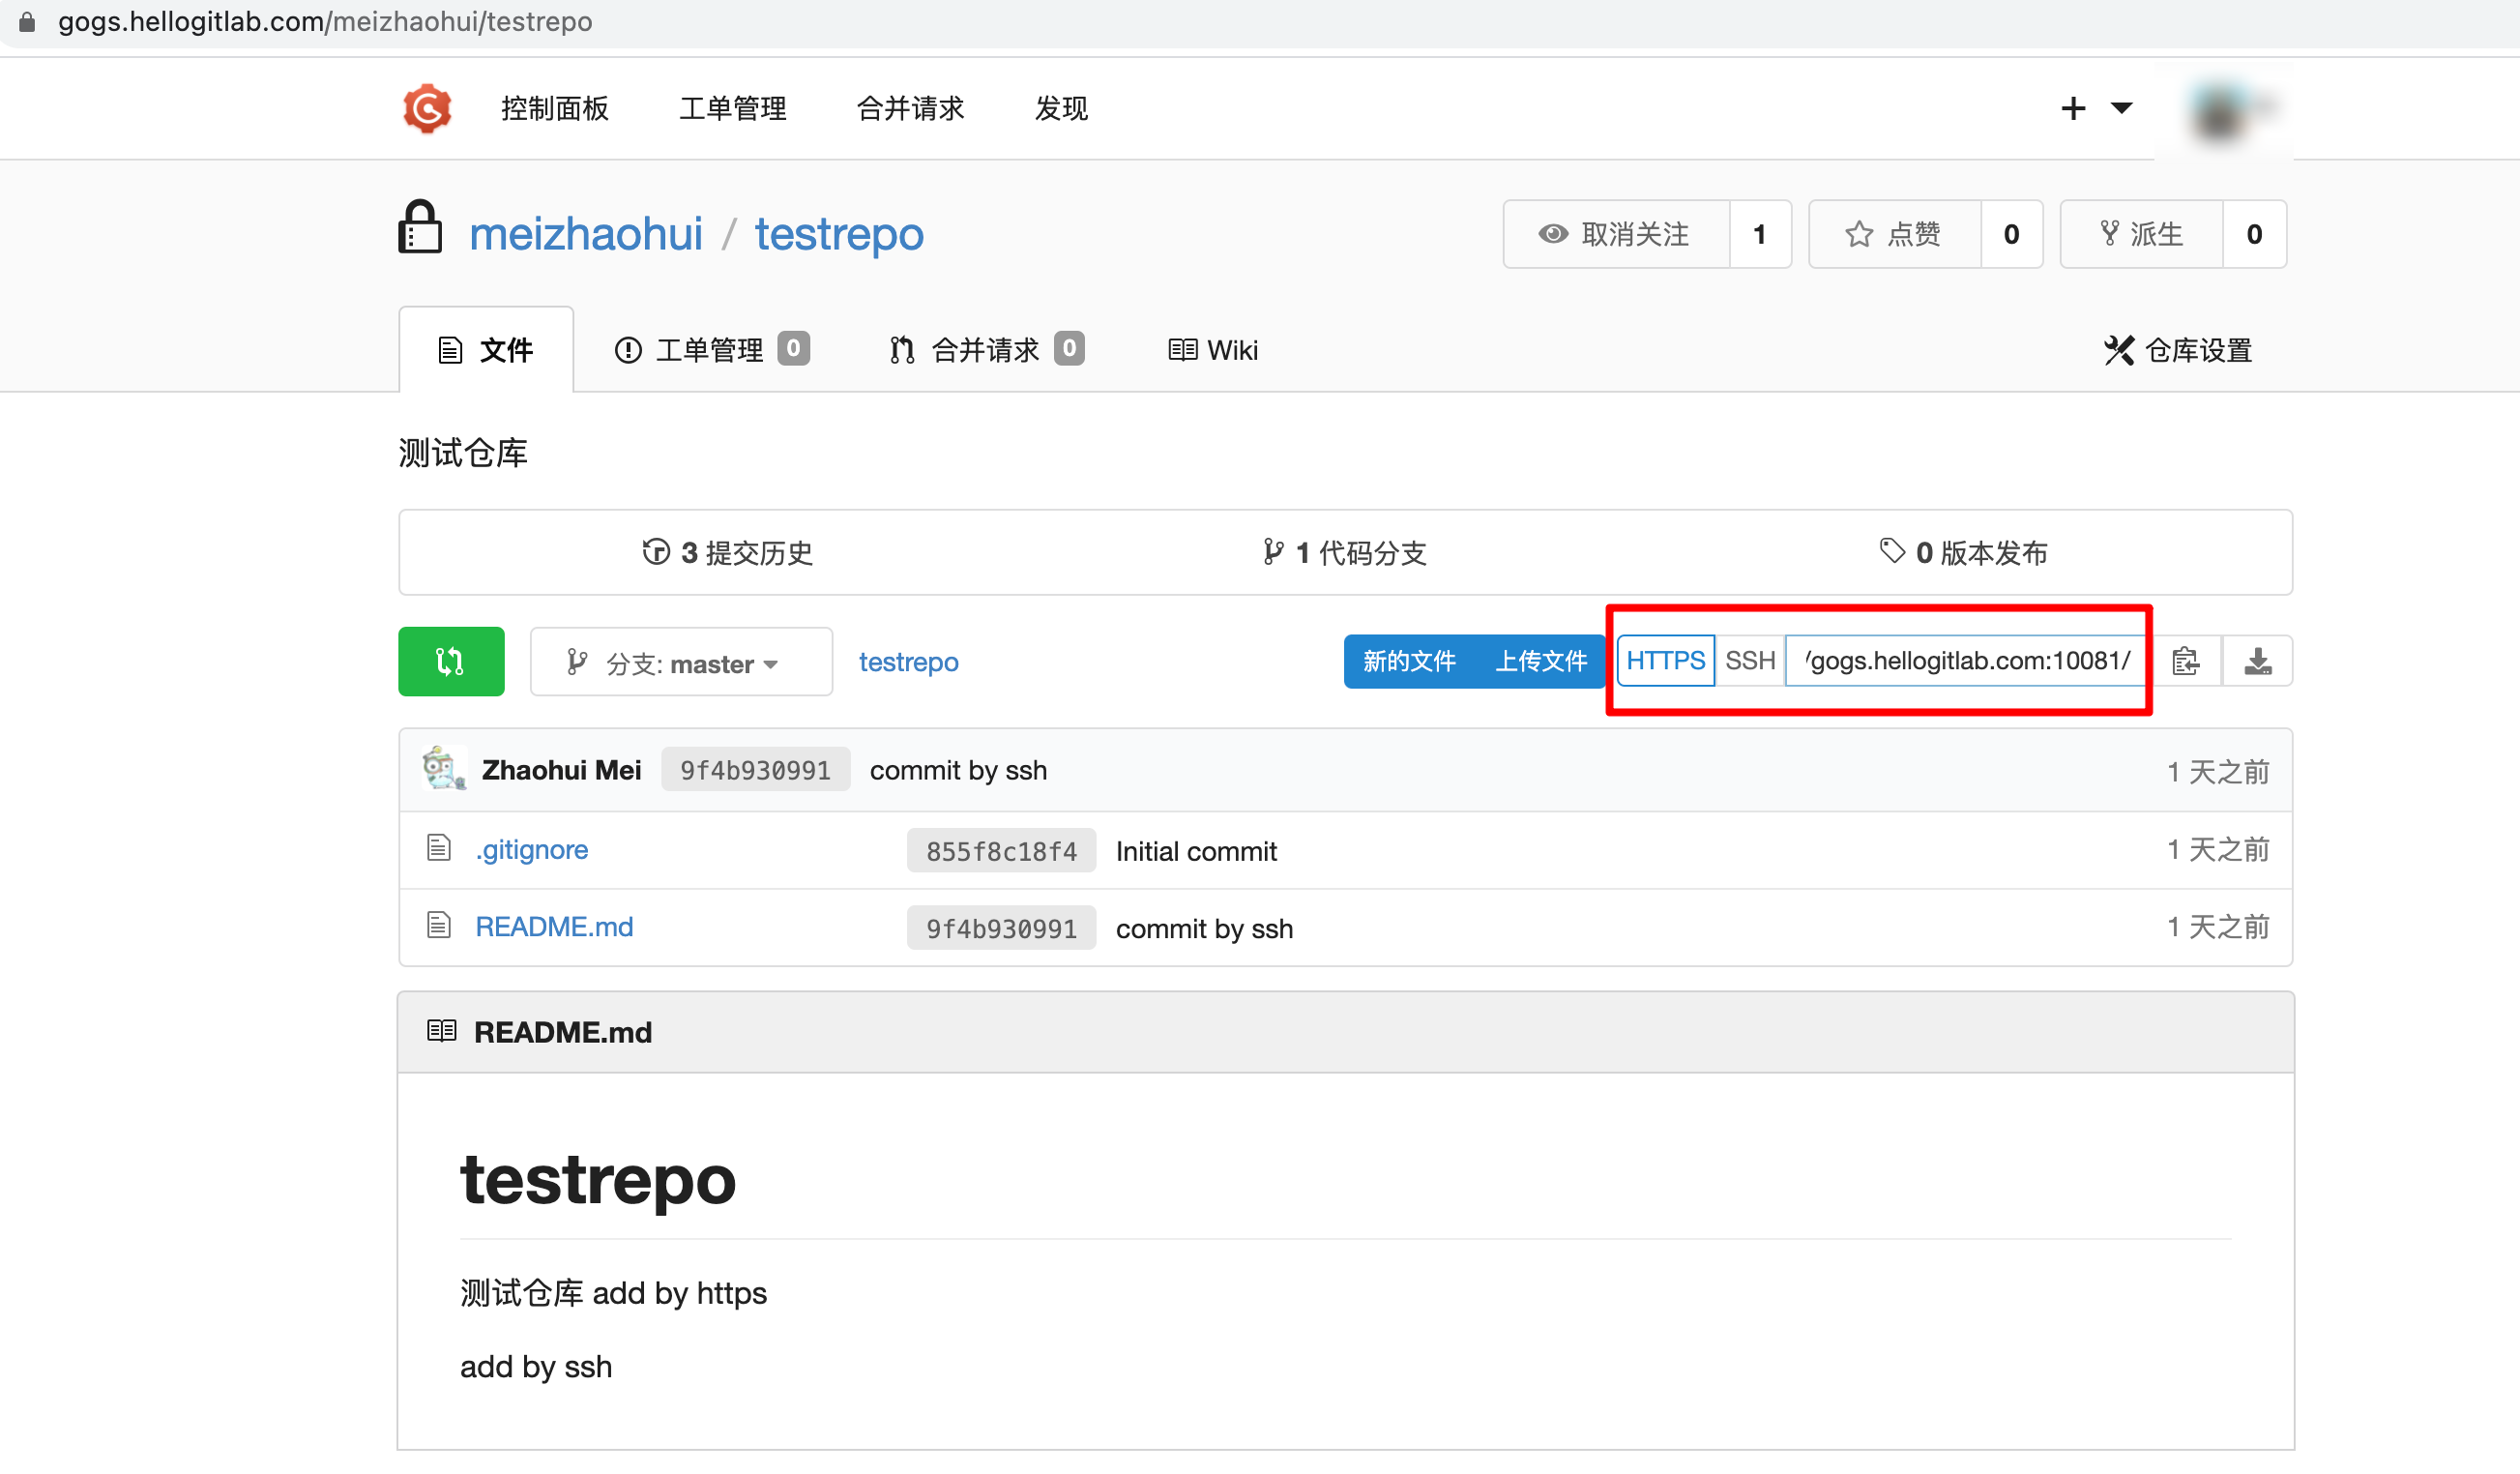 gogs.hellogitlab.com/meizhaohui/testrepo
控制面板 工单管理 合并请求 发现
meizhaohui / testrepo 取消关注 1 点赞 0 派生 0
文件 工单管理 0 合并请求 0 Wiki 仓库设置
测试仓库
3 提交历史 1 代码分支 0 版本发布
分支: master testrepo 新的文件 上传文件 HTTPS SSH /gogs.hellogitlab.com:10081/
Zhaohui Mei 9f4b930991 commit by ssh 1 天之前
.gitignore 855f8c18f4 Initial commit 1 天之前
README.md 9f4b930991 commit by ssh 1 天之前
README.md
testrepo
测试仓库 add by https
add by ssh